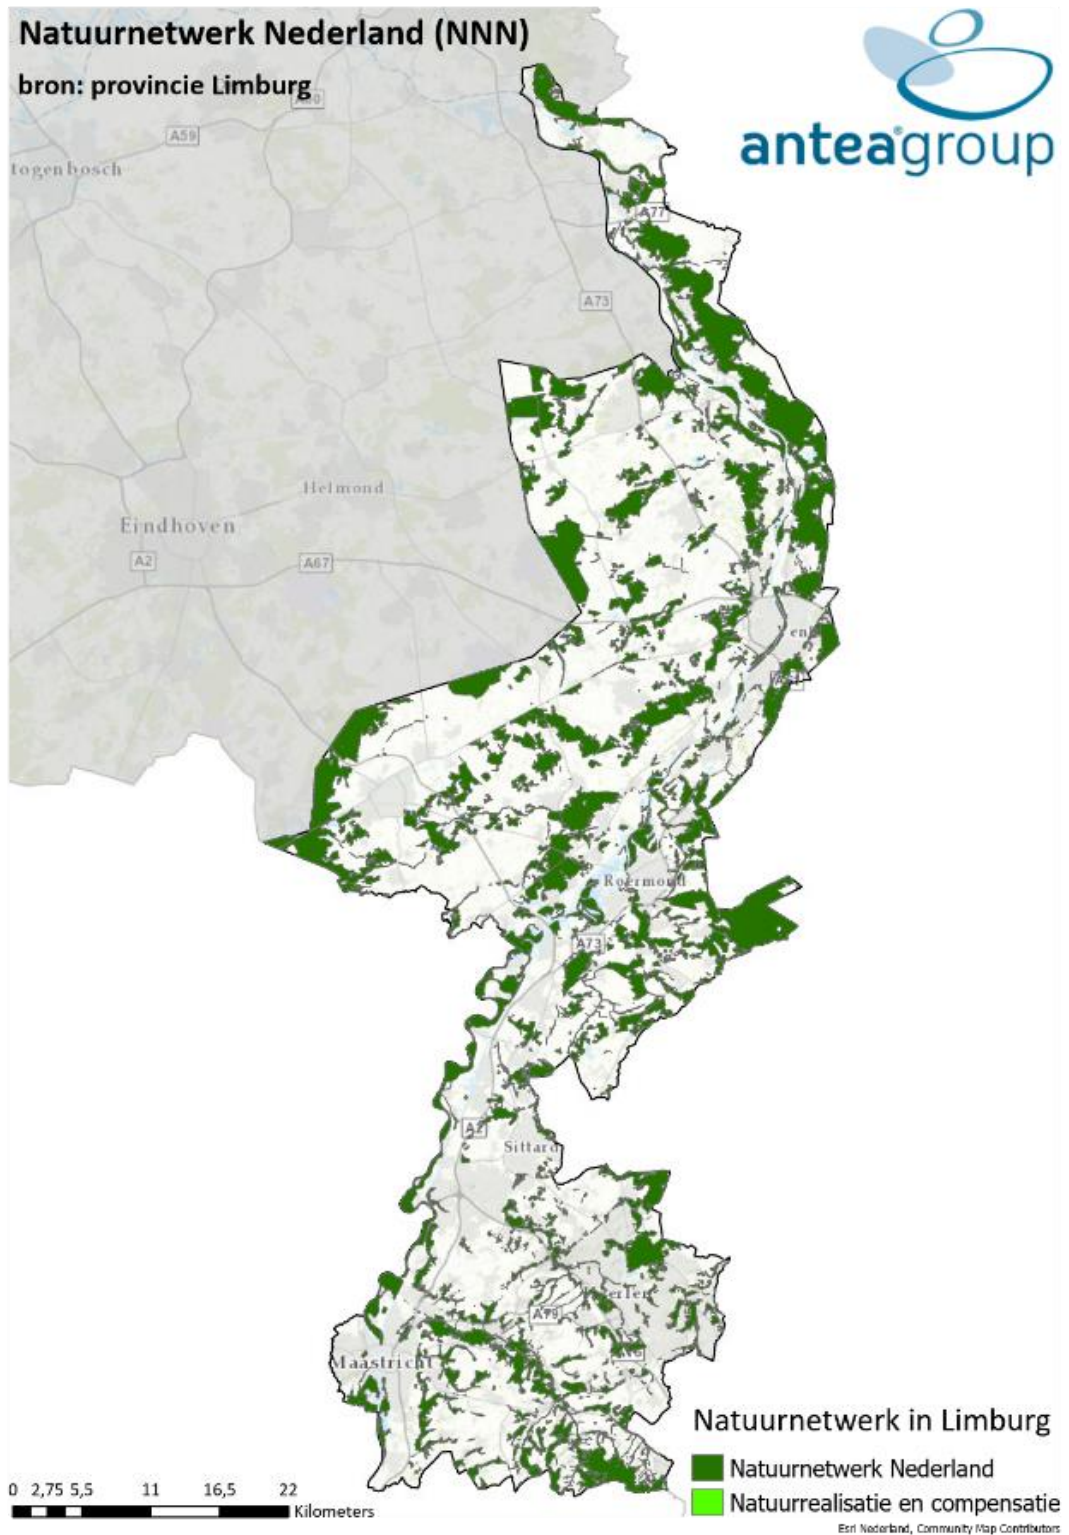 Natuurnetwerk Nederland (NNN)
bron: provincie Limburg
anteagroup
A59
togenbosch
A77
A73
Helmond
Eindhoven
A2
A67
Roermond
A73
A2
Sittard
A79
Maastricht
Natuurnetwerk in Limburg
Natuurnetwerk Nederland
Natuurrealisatie en compensatie
0 2,75 5,5 11 16,5 22
Kilometers
Esri Nederland, Community Map Contributors